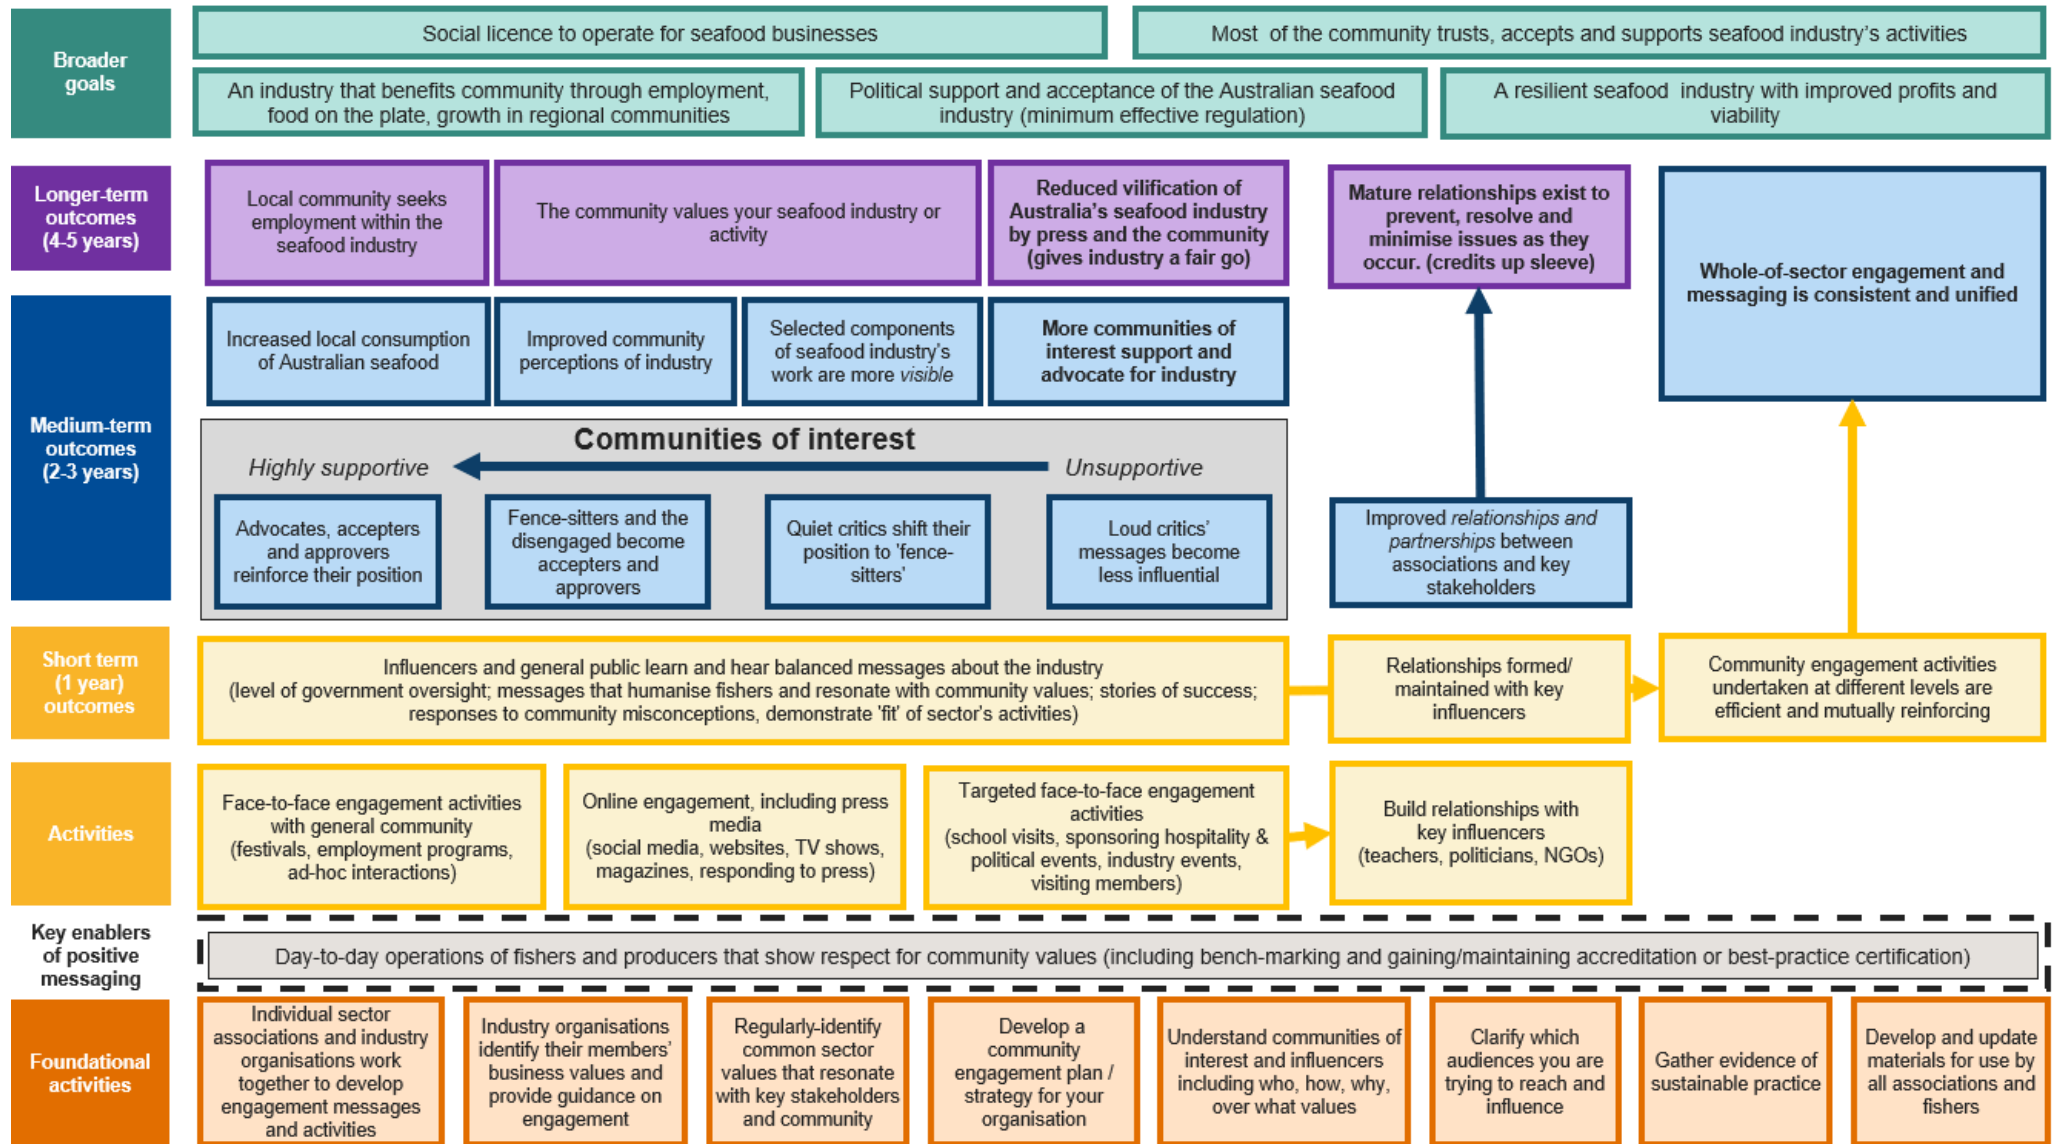 Broader
goals
Social licence to operate for seafood businesses
Most of the community trusts, accepts and supports seafood industry's activities
An industry that benefits community through employment,
food on the plate, growth in regional communities
Political support and acceptance of the Australian seafood
industry (minimum effective regulation)
A resilient seafood industry with improved profits and
viability
Longer-term
outcomes
(4-5 years)
Local community seeks
employment within the
seafood industry
The community values your seafood industry or
activity
Reduced vilification of
Australia's seafood industry
by press and the community
(gives industry a fair go)
Mature relationships exist to
prevent, resolve and
minimise issues as they
occur. (credits up sleeve)
Whole-of-sector engagement and
messaging is consistent and unified
Medium-term
outcomes
(2-3 years)
Increased local consumption
of Australian seafood
Improved community
perceptions of industry
Selected components
of seafood industry's
work are more visible
More communities of
interest support and
advocate for industry
Communities of interest
Highly supportive
Unsupportive
Advocates, accepters
and approvers
reinforce their position
Fence-sitters and the
disengaged become
accepters and
approvers
Quiet critics shift their
position to 'fence-
sitters'
Loud critics'
messages become
less influential
Improved relationships and
partnerships between
associations and key
stakeholders
Short term
(1 year)
outcomes
Influencers and general public learn and hear balanced messages about the industry
(level of government oversight; messages that humanise fishers and resonate with community values; stories of success;
responses to community misconceptions, demonstrate 'fit' of sector's activities)
Relationships formed/
maintained with key
influencers
Community engagement activities
undertaken at different levels are
efficient and mutually reinforcing
Activities
Face-to-face engagement activities
with general community
(festivals, employment programs,
ad-hoc interactions)
Online engagement, including press
media
(social media, websites, TV shows,
magazines, responding to press)
Targeted face-to-face engagement
activities
(school visits, sponsoring hospitality &
political events, industry events,
visiting members)
Build relationships with
key influencers
(teachers, politicians, NGOs)
Key enablers
of positive
messaging
Day-to-day operations of fishers and producers that show respect for community values (including bench-marking and gaining/maintaining accreditation or best-practice certification)
Foundational
activities
Individual sector
associations and industry
organisations work
together to develop
engagement messages
and activities
Industry organisations
identify their members'
business values and
provide guidance on
engagement
Regularly-identify
common sector
values that resonate
with key stakeholders
and community
Develop a
community
engagement plan /
strategy for your
organisation
Understand communities of
interest and influencers
including who, how, why,
over what values
Clarify which
audiences you are
trying to reach and
influence
Gather evidence of
sustainable practice
Develop and update
materials for use by
all associations and
fishers